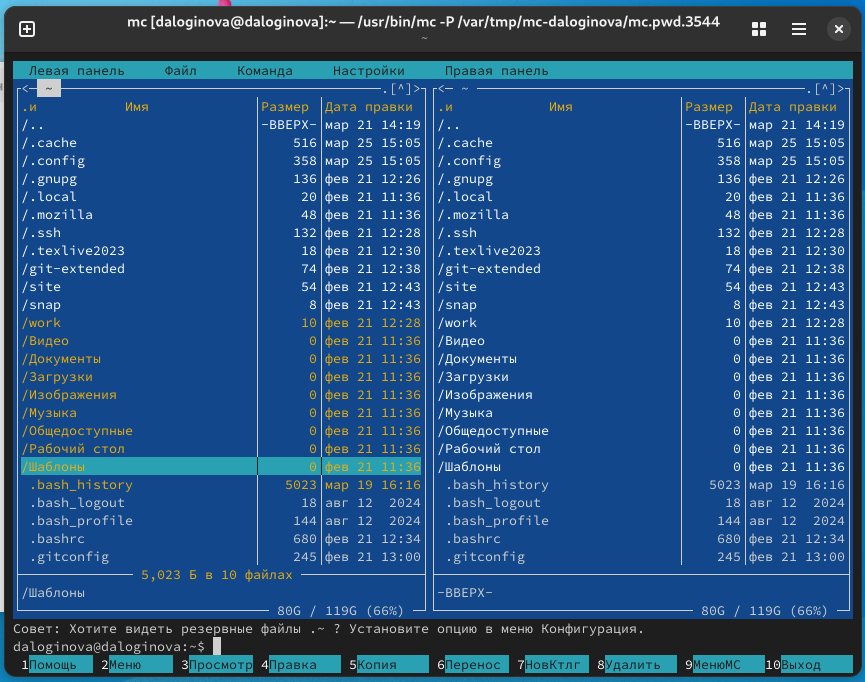 mc [daloginova@daloginova]:~ — /usr/bin/mc -P /var/tmp/mc-daloginova/mc.pwd.3544
~
Левая панель Файл Команда Настройки Правая панель
<— ~ .[^]> <— ~ .[^]>
.и Имя Размер Дата правки .и Имя Размер Дата правки
/.. -ВВЕРХ- мар 21 14:19 /.. -ВВЕРХ- мар 21 14:19
/.cache 516 мар 25 15:05 /.cache 516 мар 25 15:05
/.config 358 мар 25 15:05 /.config 358 мар 25 15:05
/.gnupg 136 фев 21 12:26 /.gnupg 136 фев 21 12:26
/.local 20 фев 21 11:36 /.local 20 фев 21 11:36
/.mozilla 48 фев 21 11:36 /.mozilla 48 фев 21 11:36
/.ssh 132 фев 21 12:28 /.ssh 132 фев 21 12:28
/.texlive2023 18 фев 21 12:30 /.texlive2023 18 фев 21 12:30
/git-extended 74 фев 21 12:38 /git-extended 74 фев 21 12:38
/site 54 фев 21 12:43 /site 54 фев 21 12:43
/snap 8 фев 21 12:43 /snap 8 фев 21 12:43
/work 10 фев 21 12:28 /work 10 фев 21 12:28
/Видео 0 фев 21 11:36 /Видео 0 фев 21 11:36
/Документы 0 фев 21 11:36 /Документы 0 фев 21 11:36
/Загрузки 0 фев 21 11:36 /Загрузки 0 фев 21 11:36
/Изображения 0 фев 21 11:36 /Изображения 0 фев 21 11:36
/Музыка 0 фев 21 11:36 /Музыка 0 фев 21 11:36
/Общедоступные 0 фев 21 11:36 /Общедоступные 0 фев 21 11:36
/Рабочий стол 0 фев 21 11:36 /Рабочий стол 0 фев 21 11:36
/Шаблоны 0 фев 21 11:36 /Шаблоны 0 фев 21 11:36
.bash_history 5023 мар 19 16:16 .bash_history 5023 мар 19 16:16
.bash_logout 18 авг 12 2024 .bash_logout 18 авг 12 2024
.bash_profile 144 авг 12 2024 .bash_profile 144 авг 12 2024
.bashrc 680 фев 21 12:34 .bashrc 680 фев 21 12:34
.gitconfig 245 фев 21 13:00 .gitconfig 245 фев 21 13:00
5,023 Б в 10 файлах
/Шаблоны -ВВЕРХ-
80G / 119G (66%) 80G / 119G (66%)
Совет: Хотите видеть резервные файлы .~ ? Установите опцию в меню Конфигурация.
daloginova@daloginova:~$
1Помощь 2Меню 3Просмотр 4Правка 5Копия 6Перенос 7НовКтлг 8Удалить 9МенюMC 10Выход